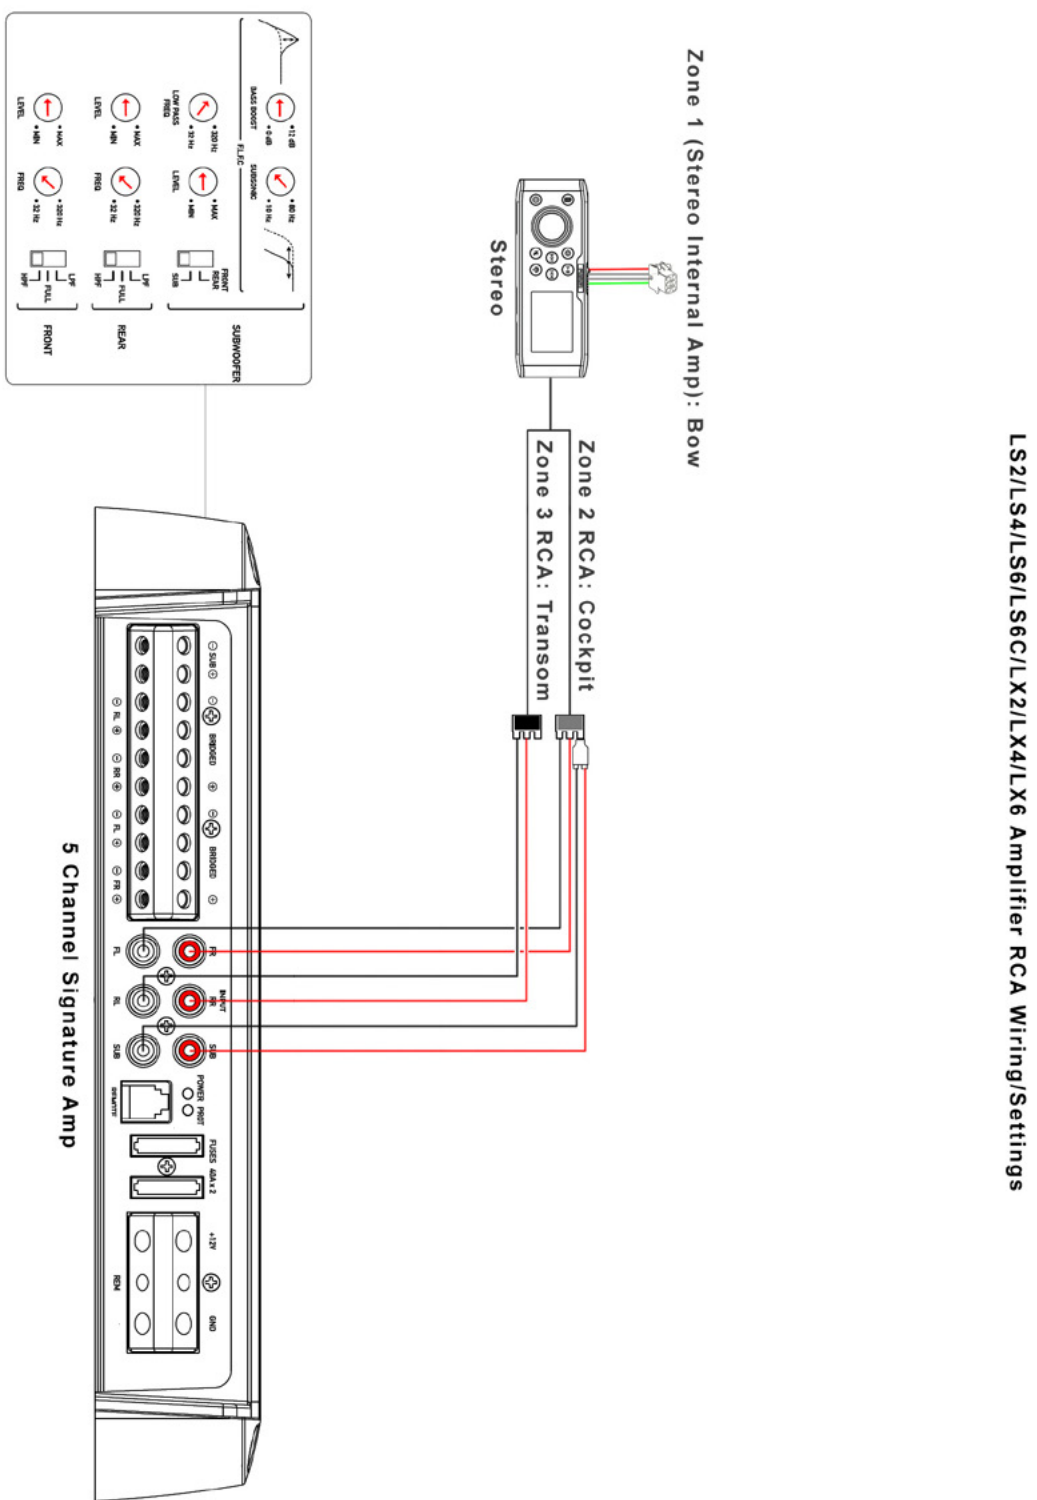 LS2/LS4/LS6/LS6C/LX2/LX4/LX6 Amplifier RCA Wiring/Settings
Zone 1 (Stereo Internal Amp): Bow
Stereo
Zone 2 RCA: Cockpit
Zone 3 RCA: Transom
BASS BOOST
12 dB
0 dB
F.L.F.C
SUBSONIC
80 Hz
10 Hz
LOW PASS
FREQ
320 Hz
32 Hz
LEVEL
MAX
MIN
FRONT
REAR
SUB
SUBWOOFER
LEVEL
MAX
MIN
FREQ
320 Hz
32 Hz
LPF
FULL
HPF
REAR
LEVEL
MAX
MIN
FREQ
320 Hz
32 Hz
LPF
FULL
HPF
FRONT
SUB
BRIDGED
BRIDGED
RL
RR
FL
FR
FR
INPUT
RR
SUB
FL
RL
SUB
POWER PROT
FUSES 40A x 2
+12V
GND
REM
5 Channel Signature Amp